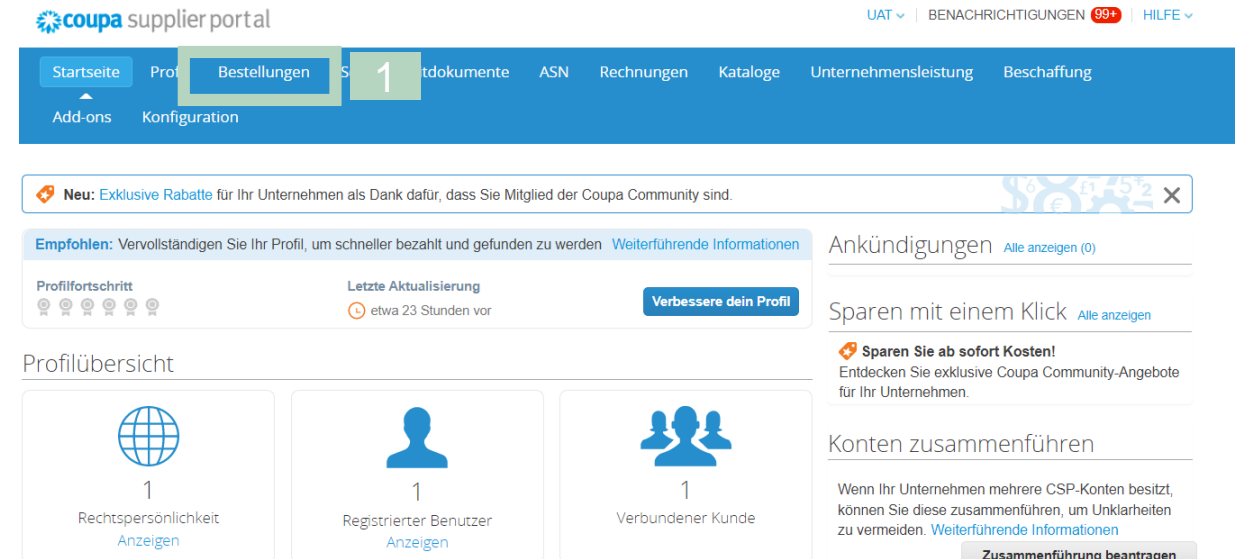 coupa supplier portal
UAT BENACHRICHTIGUNGEN 99+ HILFE
Startseite Prof Bestellungen 1 tdokumente ASN Rechnungen Kataloge Unternehmensleistung Beschaffung
Add-ons Konfiguration
Neu: Exklusive Rabatte für Ihr Unternehmen als Dank dafür, dass Sie Mitglied der Coupa Community sind.
Empfohlen: Vervollständigen Sie Ihr Profil, um schneller bezahlt und gefunden zu werden Weiterführende Informationen
Profilfortschritt
Letzte Aktualisierung
etwa 23 Stunden vor
Verbessere dein Profil
Profilübersicht
1
Rechtspersönlichkeit
Anzeigen
1
Registrierter Benutzer
Anzeigen
1
Verbundener Kunde
Ankündigungen Alle anzeigen (0)
Sparen mit einem Klick Alle anzeigen
Sparen Sie ab sofort Kosten!
Entdecken Sie exklusive Coupa Community-Angebote
für Ihr Unternehmen.
Konten zusammenführen
Wenn Ihr Unternehmen mehrere CSP-Konten besitzt,
können Sie diese zusammenführen, um Unklarheiten
zu vermeiden. Weiterführende Informationen
Zusammenführung beantragen